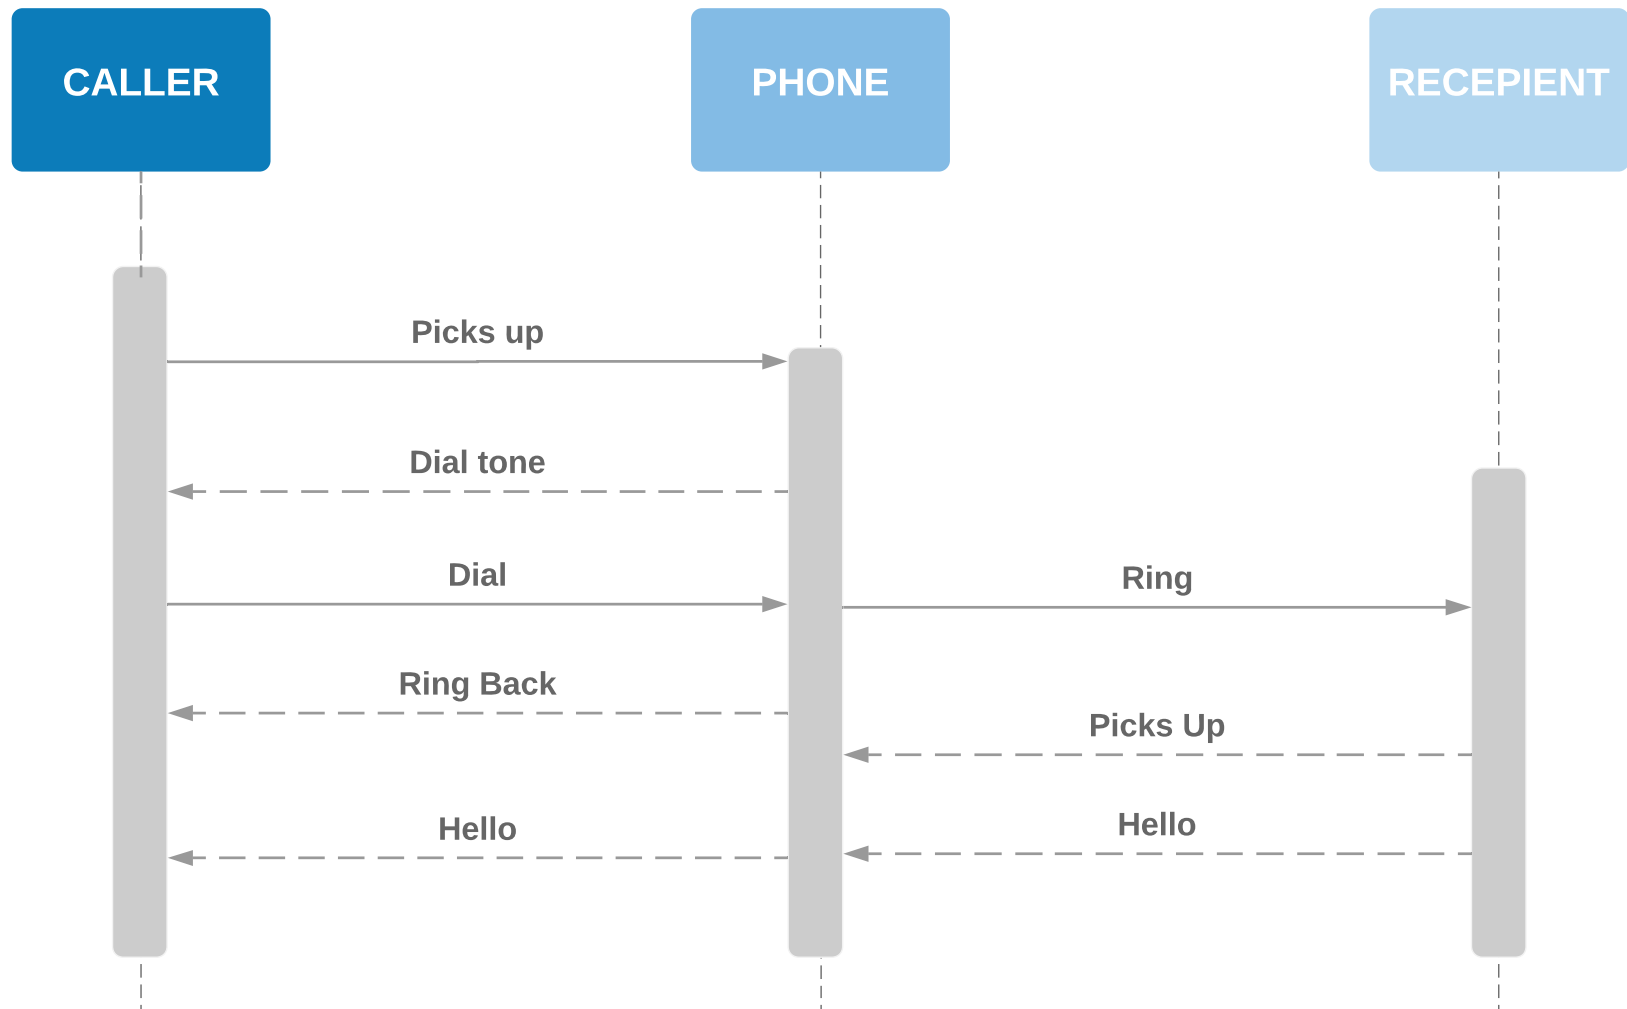 CALLER
PHONE
RECEPIENT
Picks up
Dial tone
Dial
Ring
Ring Back
Picks Up
Hello
Hello